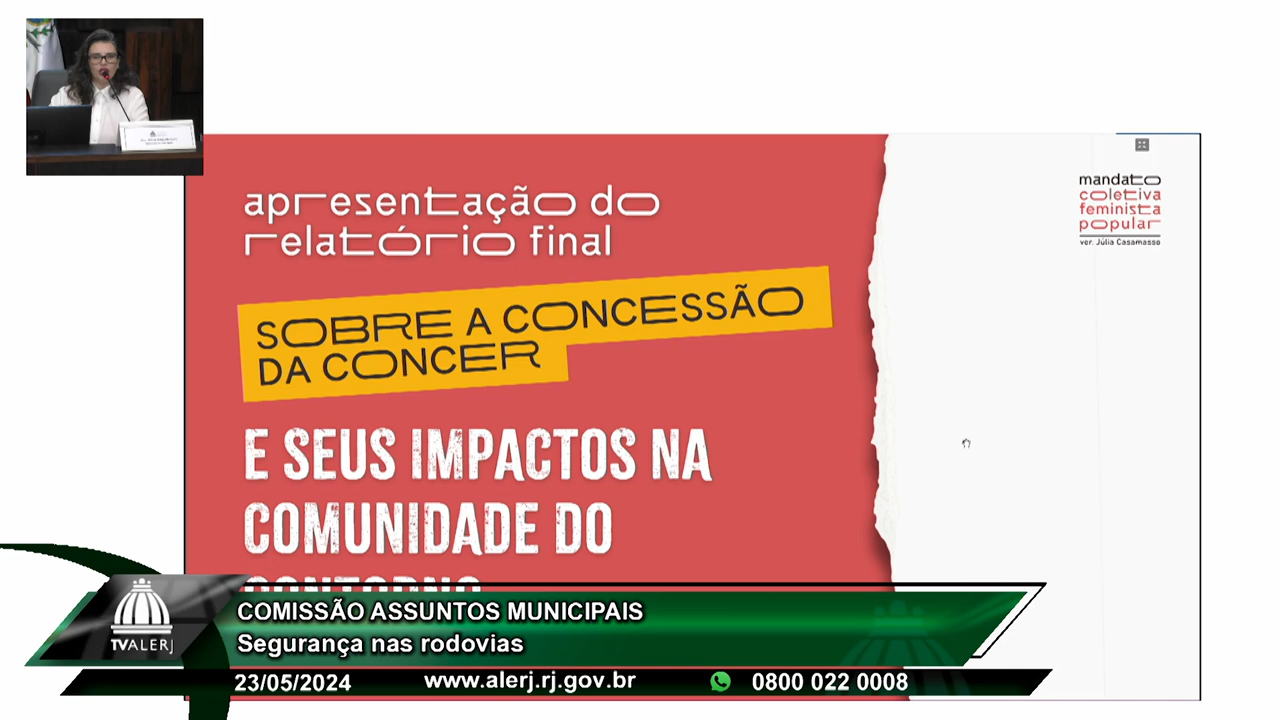 apresentação do
relatório final
SOBRE A CONCESSÃO
DA CONCER
E SEUS IMPACTOS NA
COMUNIDADE DO
CONTORNO
mandato
coletiva
feminista
popular
ver. Júlia Casamasso
TVALERJ
COMISSÃO ASSUNTOS MUNICIPAIS
Segurança nas rodovias
23/05/2024
www.alerj.rj.gov.br
0800 022 0008